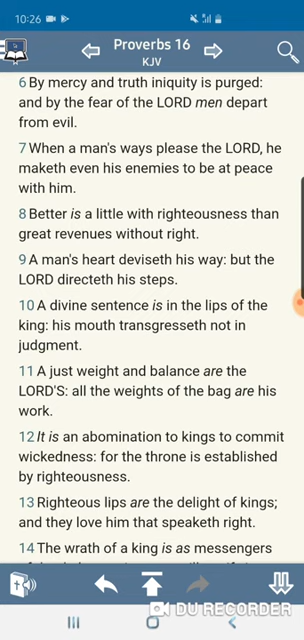 10:26
Proverbs 16
KJV
6 By mercy and truth iniquity is purged:
and by the fear of the LORD men depart
from evil.
7 When a man's ways please the LORD, he
maketh even his enemies to be at peace
with him.
8 Better is a little with righteousness than
great revenues without right.
9 A man's heart deviseth his way: but the
LORD directeth his steps.
10 A divine sentence is in the lips of the
king: his mouth transgresseth not in
judgment.
11 A just weight and balance are the
LORD'S: all the weights of the bag are his
work.
12 It is an abomination to kings to commit
wickedness: for the throne is established
by righteousness.
13 Righteous lips are the delight of kings;
and they love him that speaketh right.
14 The wrath of a king is as messengers
DU RECORDER